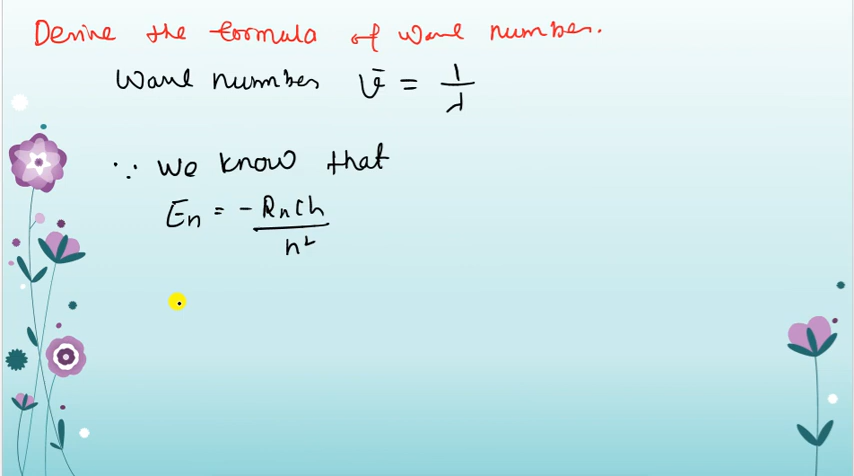 Derive the formula of wave number.
Wave number ν̄ = 1/λ
∵ we know that
En = -RHch/n²